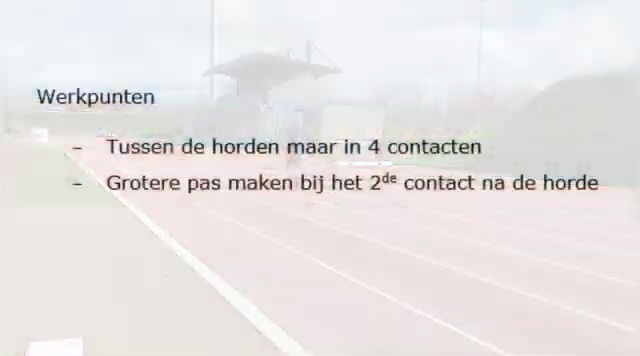 Werkpunten
- Tussen de horden maar in 4 contacten
- Grotere pas maken bij het 2de contact na de horde